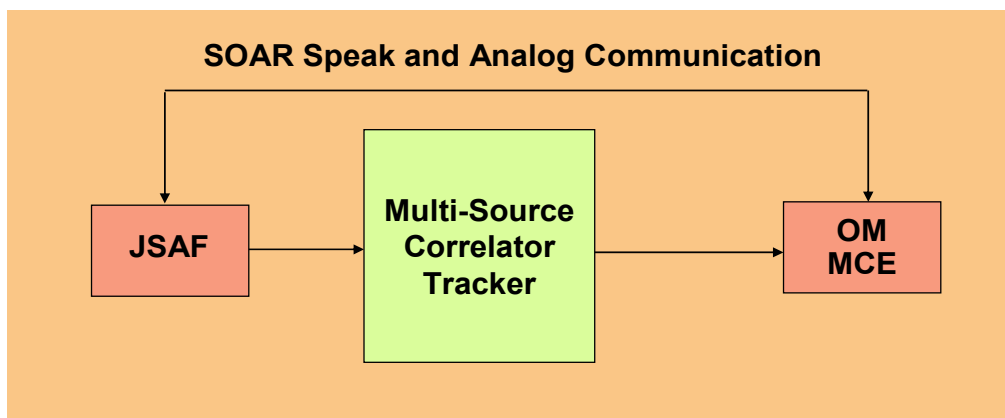 SOAR Speak and Analog Communication
JSAF
Multi-Source
Correlator
Tracker
OM
MCE